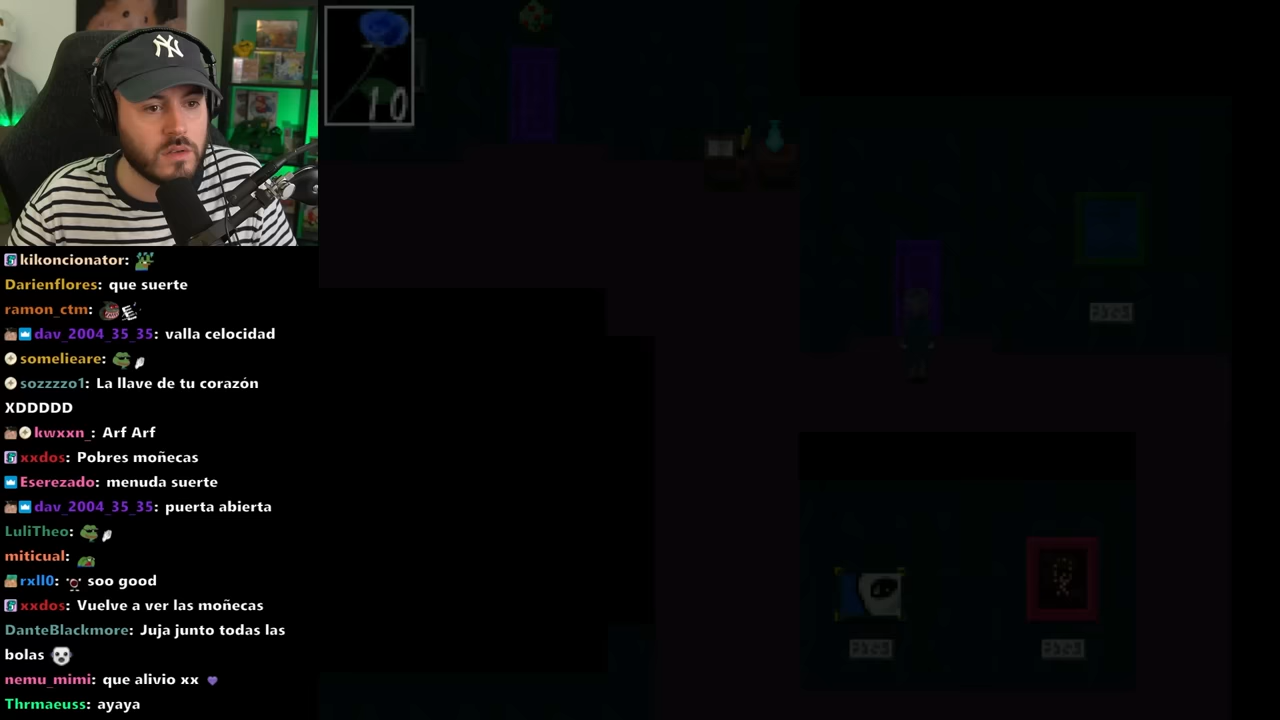 NY
10
kikoncionator:
Darienflores: que suerte
ramon_ctm:
dav_2004_35_35: valla celocidad
somelieare:
sozzzzo1: La llave de tu corazón
XDDDDD
kwxxn_: Arf Arf
xxdos: Pobres moñecas
Eserezado: menuda suerte
dav_2004_35_35: puerta abierta
LuliTheo:
miticual:
rxll0: soo good
xxdos: Vuelve a ver las moñecas
DanteBlackmore: Juja junto todas las
bolas
nemu_mimi: que alivio xx
Thrmaeuss: ayaya